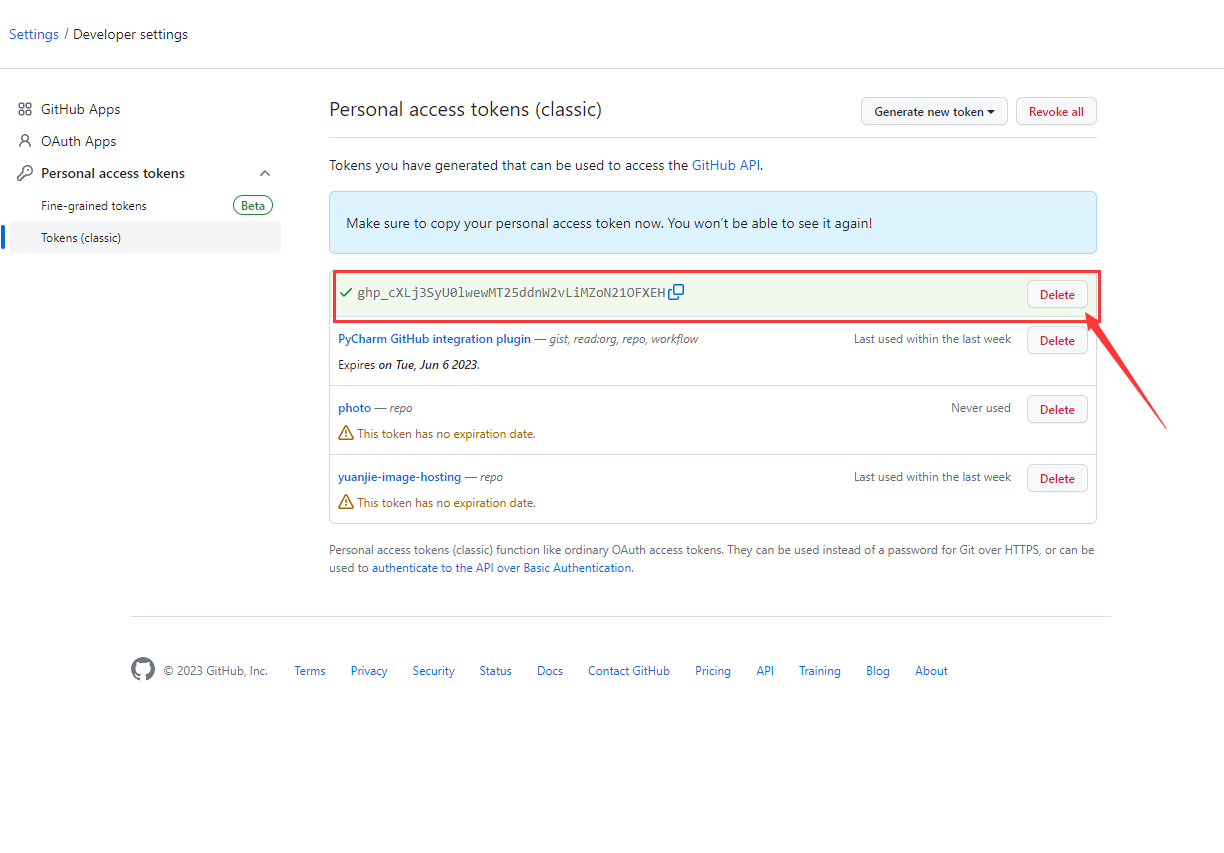 Settings / Developer settings
GitHub Apps
OAuth Apps
Personal access tokens
Fine-grained tokens Beta
Tokens (classic)
Personal access tokens (classic) Generate new token Revoke all
Tokens you have generated that can be used to access the GitHub API.
Make sure to copy your personal access token now. You won’t be able to see it again!
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 Delete
PyCharm GitHub integration plugin — gist, read:org, repo, workflow Last used within the last week Delete
Expires on Tue, Jun 6 2023.
photo — repo Never used Delete
This token has no expiration date.
yuanjie-image-hosting — repo Last used within the last week Delete
This token has no expiration date.
Personal access tokens (classic) function like ordinary OAuth access tokens. They can be used instead of a password for Git over HTTPS, or can be
used to authenticate to the API over Basic Authentication.
© 2023 GitHub, Inc. Terms Privacy Security Status Docs Contact GitHub Pricing API Training Blog About